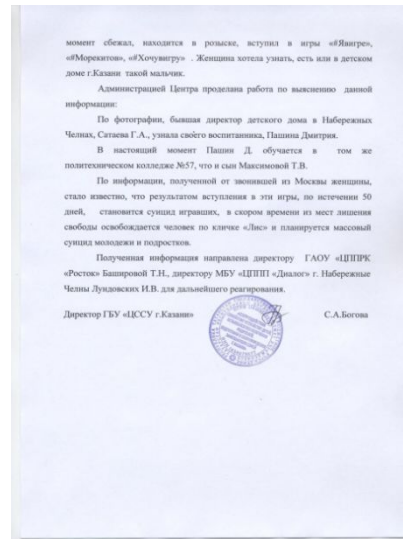 момент сбежал, находится в розыске, вступил в игры «#Явигре»,
«#Морекитов», «#Хочувигру» . Женщина хотела узнать, есть или в детском
доме г.Казани такой мальчик.
Администрацией Центра проделана работа по выяснению данной
информации:
По фотографии, бывшая директор детского дома в Набережных
Челнах, Сатаева Г.А., узнала своего воспитанника, Пашина Дмитрия.
В настоящий момент Пашин Д. обучается в том же
политехническом колледже №57, что и сын Максимовой Т.В.
По информации, полученной от звонившей из Москвы женщины,
стало известно, что результатом вступления в эти игры, по истечении 50
дней, становится суицид игравших, в скором времени из мест лишения
свободы освобождается человек по кличке «Лис» и планируется массовый
суицид молодежи и подростков.
Полученная информация направлена директору ГАОУ «ЦППРК
«Росток» Башировой Т.Н., директору МБУ «ЦППП «Диалог» г. Набережные
Челны Лундовских И.В. для дальнейшего реагирования.
Директор ГБУ «ЦССУ г.Казани» С.А.Богова